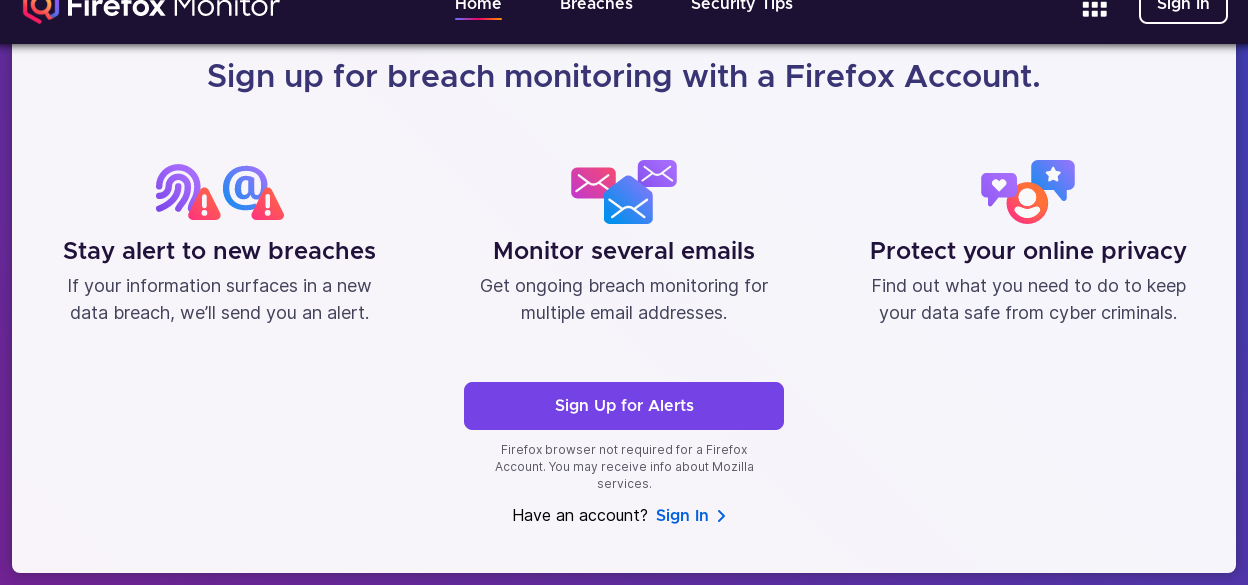 Firefox Monitor
Home
Breaches
Security Tips
Sign In
Sign up for breach monitoring with a Firefox Account.
Stay alert to new breaches
If your information surfaces in a new
data breach, we’ll send you an alert.
Monitor several emails
Get ongoing breach monitoring for
multiple email addresses.
Protect your online privacy
Find out what you need to do to keep
your data safe from cyber criminals.
Sign Up for Alerts
Firefox browser not required for a Firefox
Account. You may receive info about Mozilla
services.
Have an account? Sign In